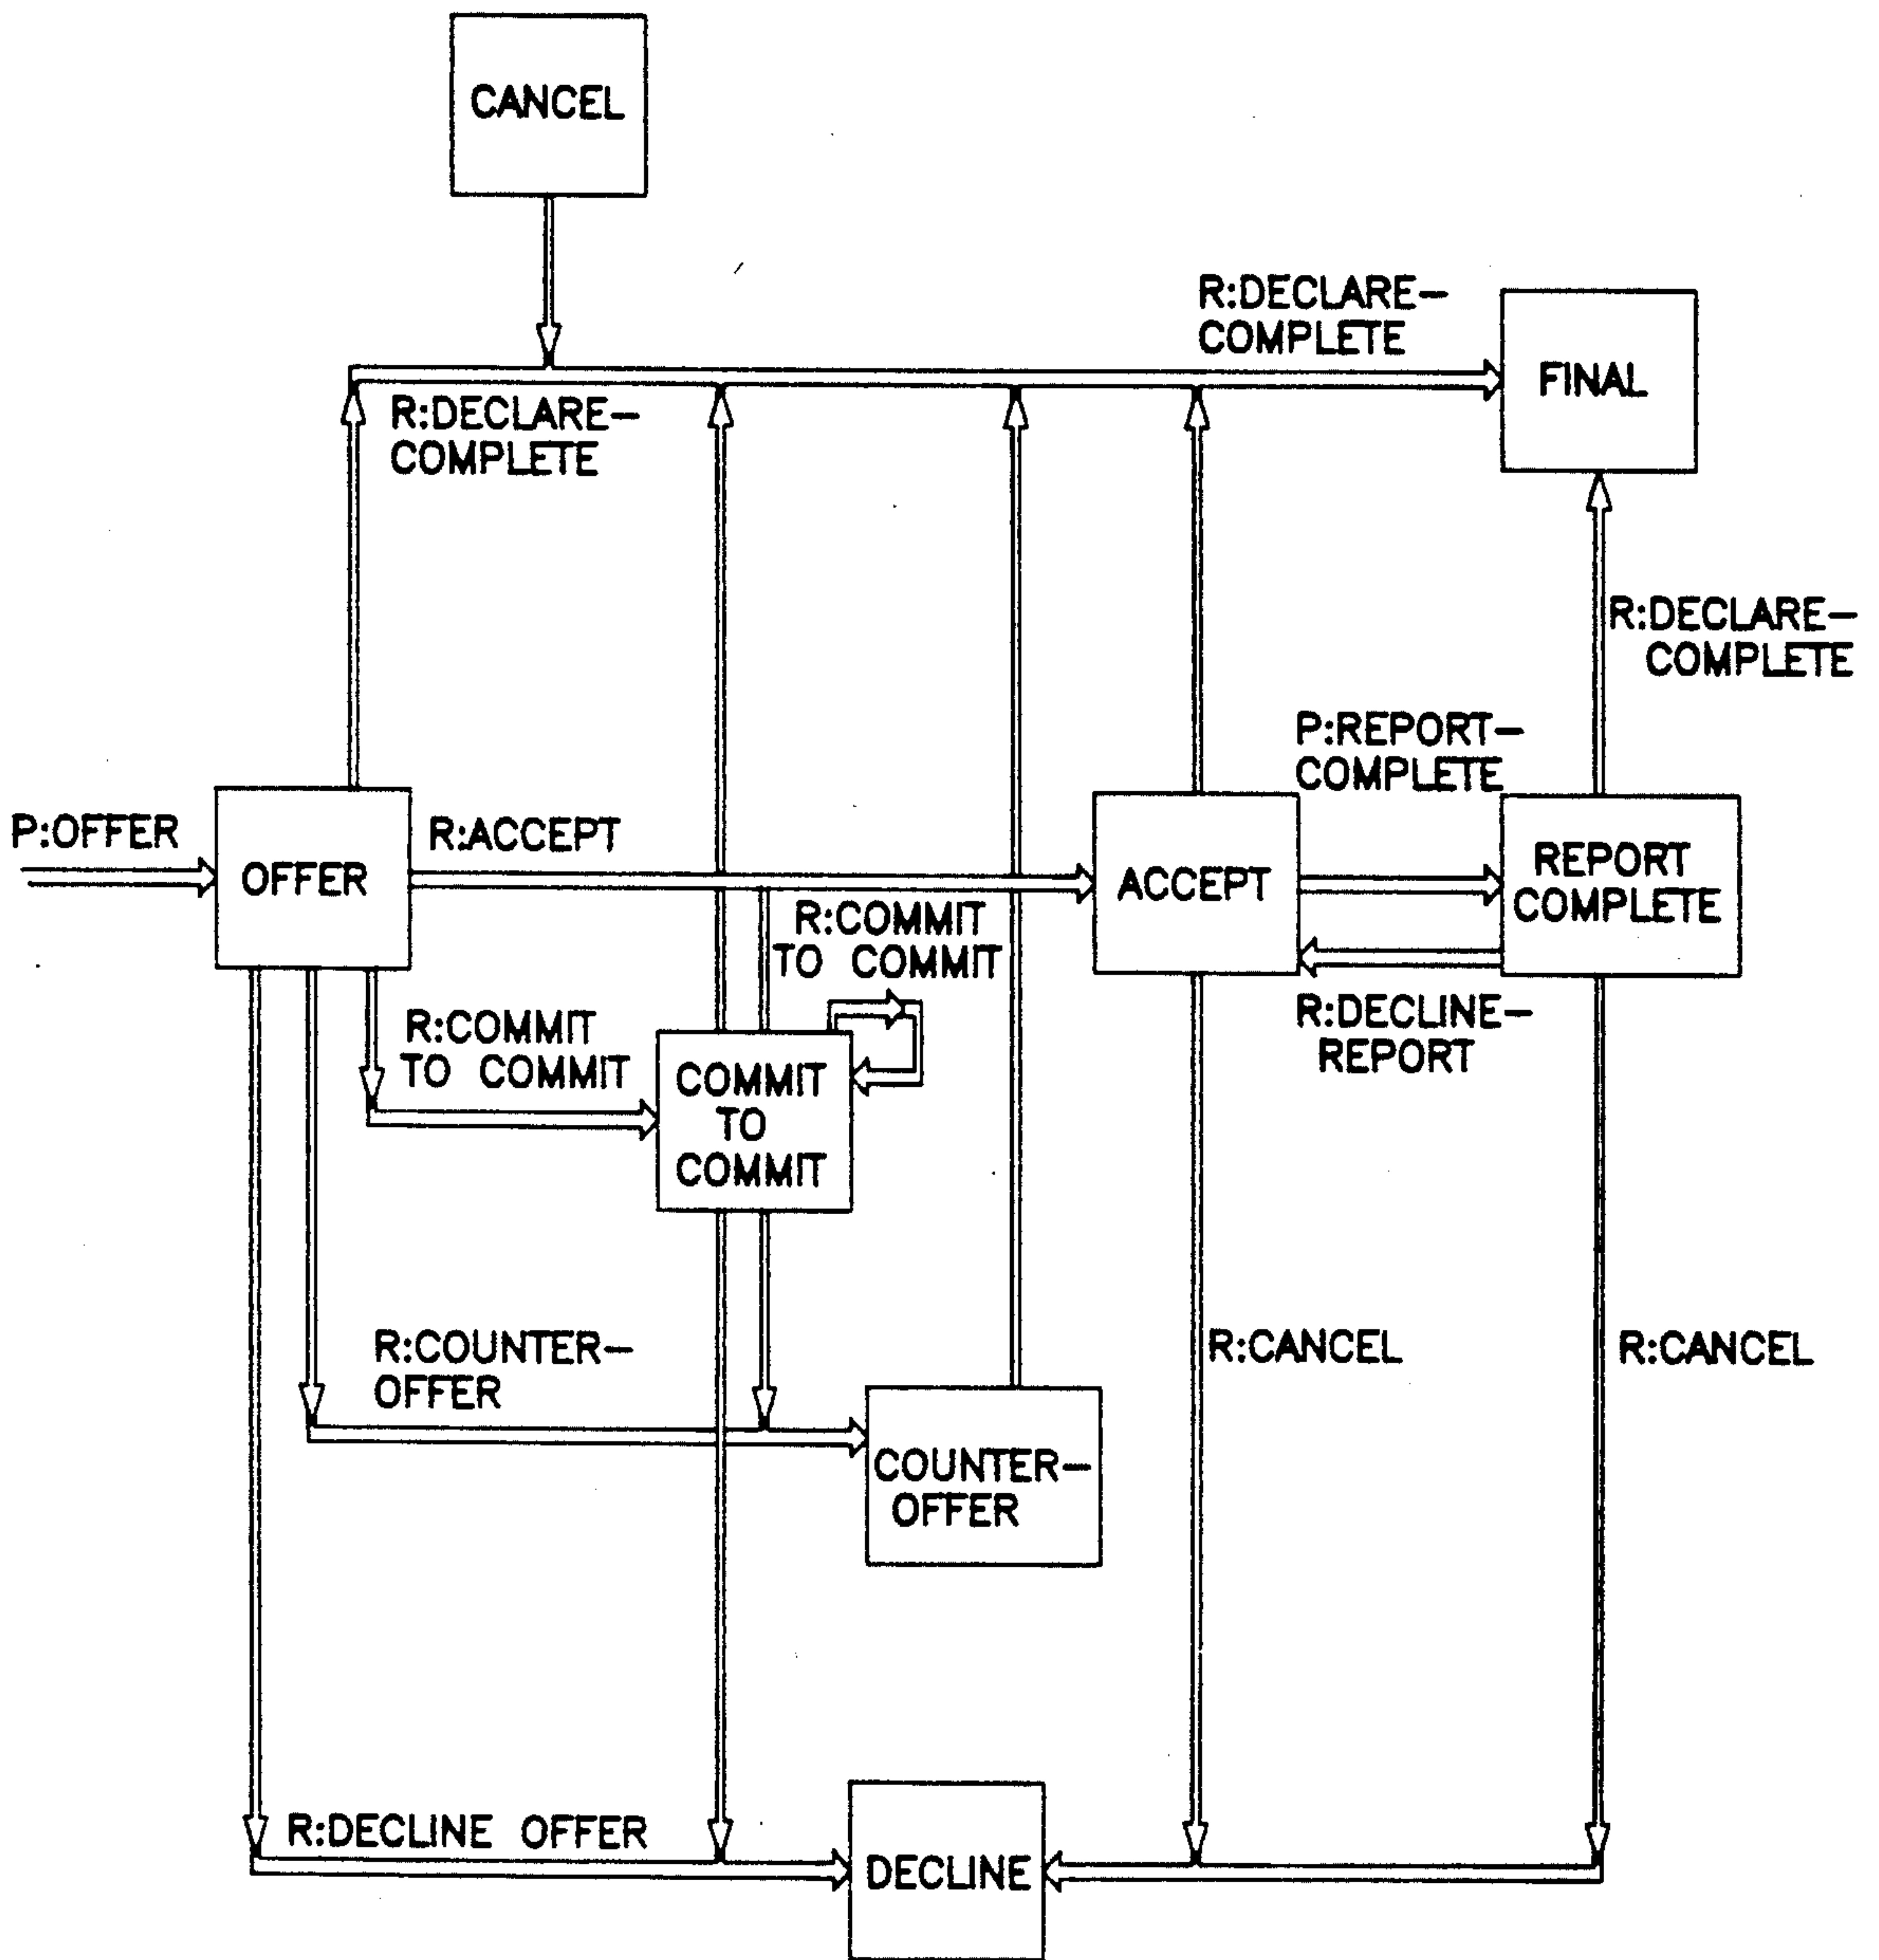 CANCEL
R:DECLARE-
COMPLETE
FINAL
R:DECLARE-
COMPLETE
R:DECLARE-
COMPLETE
P:REPORT-
COMPLETE
P:OFFER
OFFER
R:ACCEPT
ACCEPT
REPORT
COMPLETE
R:COMMIT
TO COMMIT
R:DECLINE-
REPORT
R:COMMIT
TO COMMIT
COMMIT
TO
COMMIT
R:COUNTER-
OFFER
R:CANCEL
R:CANCEL
COUNTER-
OFFER
R:DECLINE OFFER
DECLINE